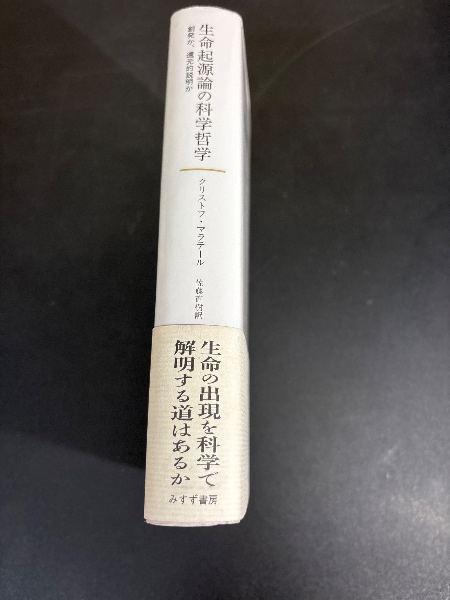 生命起源論の科学哲学
創発か、還元的説明か
クリストフ・マラテール
佐藤直樹訳
生命の出現を科学で
解明する道はあるか
みすず書房